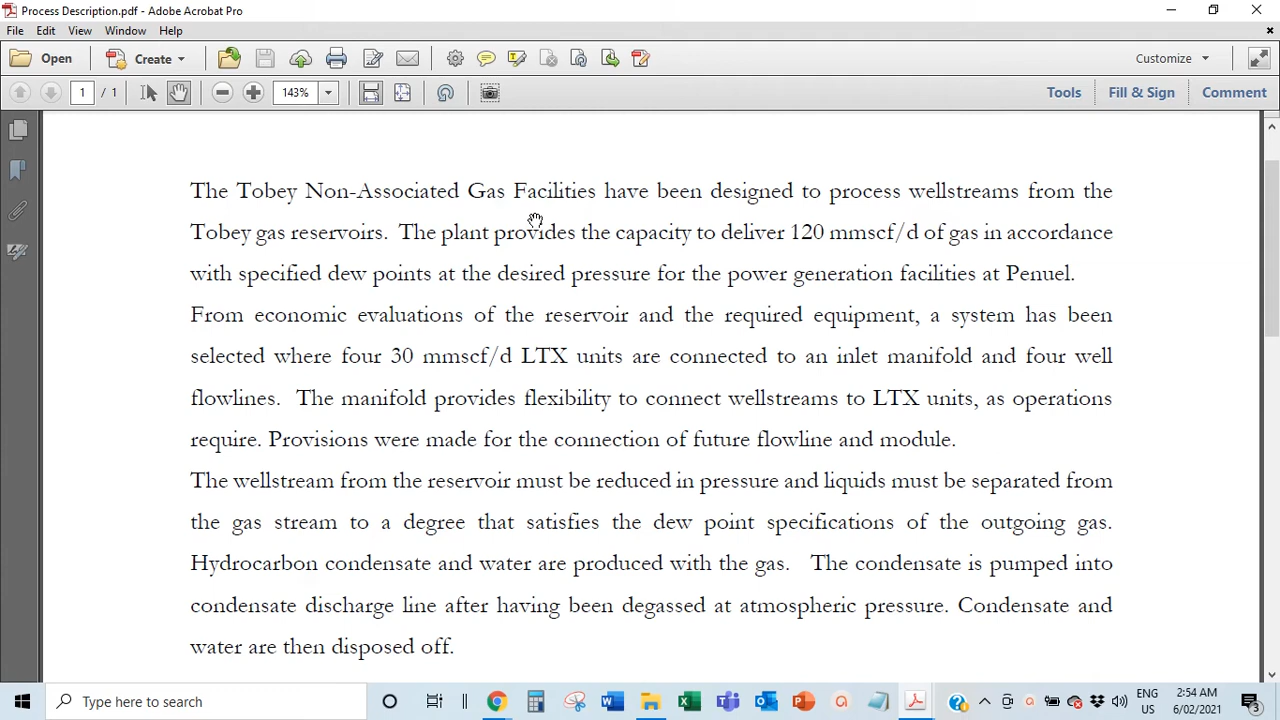 Process Description.pdf - Adobe Acrobat Pro
File Edit View Window Help
Open Create Customize
1 / 1 143% Tools Fill & Sign Comment
The Tobey Non-Associated Gas Facilities have been designed to process wellstreams from the
Tobey gas reservoirs. The plant provides the capacity to deliver 120 mmscf/d of gas in accordance
with specified dew points at the desired pressure for the power generation facilities at Penuel.
From economic evaluations of the reservoir and the required equipment, a system has been
selected where four 30 mmscf/d LTX units are connected to an inlet manifold and four well
flowlines. The manifold provides flexibility to connect wellstreams to LTX units, as operations
require. Provisions were made for the connection of future flowline and module.
The wellstream from the reservoir must be reduced in pressure and liquids must be separated from
the gas stream to a degree that satisfies the dew point specifications of the outgoing gas.
Hydrocarbon condensate and water are produced with the gas. The condensate is pumped into
condensate discharge line after having been degassed at atmospheric pressure. Condensate and
water are then disposed off.
Type here to search ENG 2:54 AM
US 6/02/2021 3